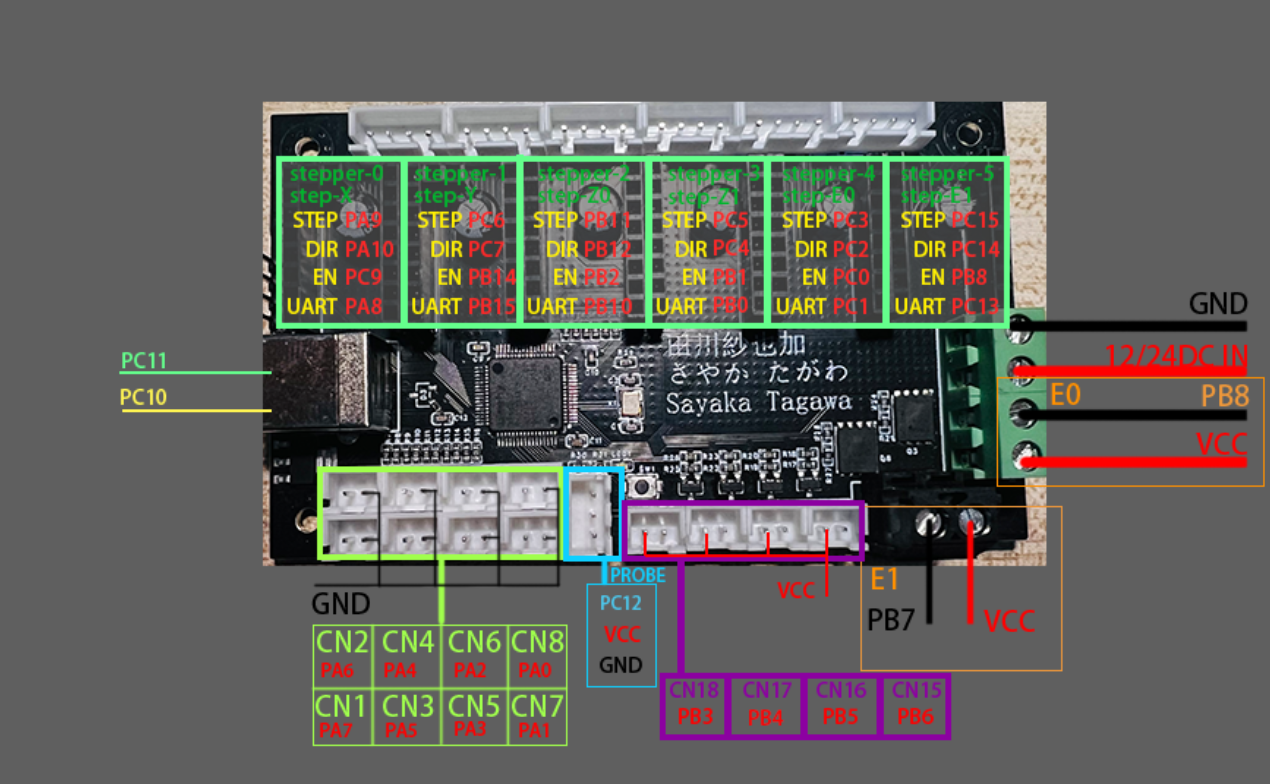 stepper-0
step-X
STEP PA9
DIR PA10
EN PC9
UART PA8
stepper-1
step-Y
STEP PC6
DIR PC7
EN PB14
UART PB15
stepper-2
step-Z0
STEP PB11
DIR PB12
EN PB2
UART PB10
stepper-3
step-Z1
STEP PC5
DIR PC4
EN PB1
UART PB0
stepper-4
step-E0
STEP PC3
DIR PC2
EN PC0
UART PC1
stepper-5
step-E1
STEP PC15
DIR PC14
EN PB8
UART PC13
GND
12/24DC IN
E0 PB8
VCC
PC11
PC10
田川紗也加
さやか たがわ
Sayaka Tagawa
C11
R30 R31 LED1
SW1
Q3
PROBE
PC12
VCC
GND
VCC
E1
PB7
VCC
GND
CN2 CN4 CN6 CN8
PA6 PA4 PA2 PA0
CN1 CN3 CN5 CN7
PA7 PA5 PA3 PA1
CN18 CN17 CN16 CN15
PB3 PB4 PB5 PB6